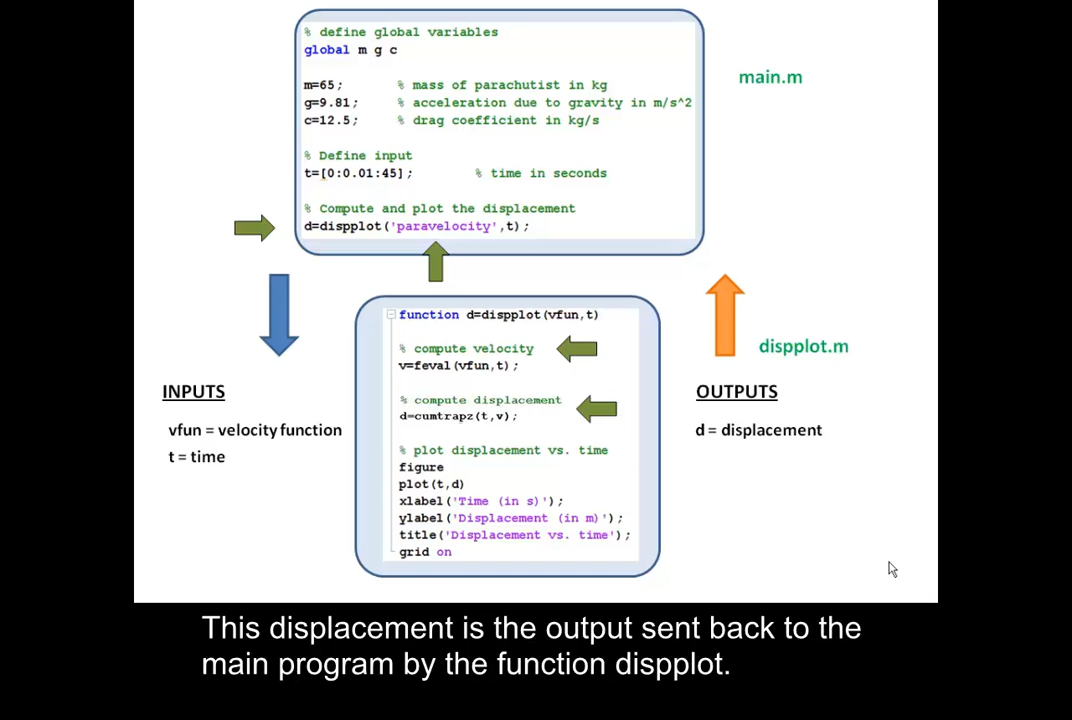 % define global variables
global m g c
m=65; % mass of parachutist in kg
g=9.81; % acceleration due to gravity in m/s^2
c=12.5; % drag coefficient in kg/s
% Define input
t=[0:0.01:45]; % time in seconds
% Compute and plot the displacement
d=dispplot('paravelocity',t);
main.m
function d=dispplot(vfun,t)
% compute velocity
v=feval(vfun,t);
% compute displacement
d=cumtrapz(t,v);
% plot displacement vs. time
figure
plot(t,d)
xlabel('Time (in s)');
ylabel('Displacement (in m)');
title('Displacement vs. time');
grid on
dispplot.m
INPUTS
vfun = velocity function
t = time
OUTPUTS
d = displacement
This displacement is the output sent back to the
main program by the function dispplot.